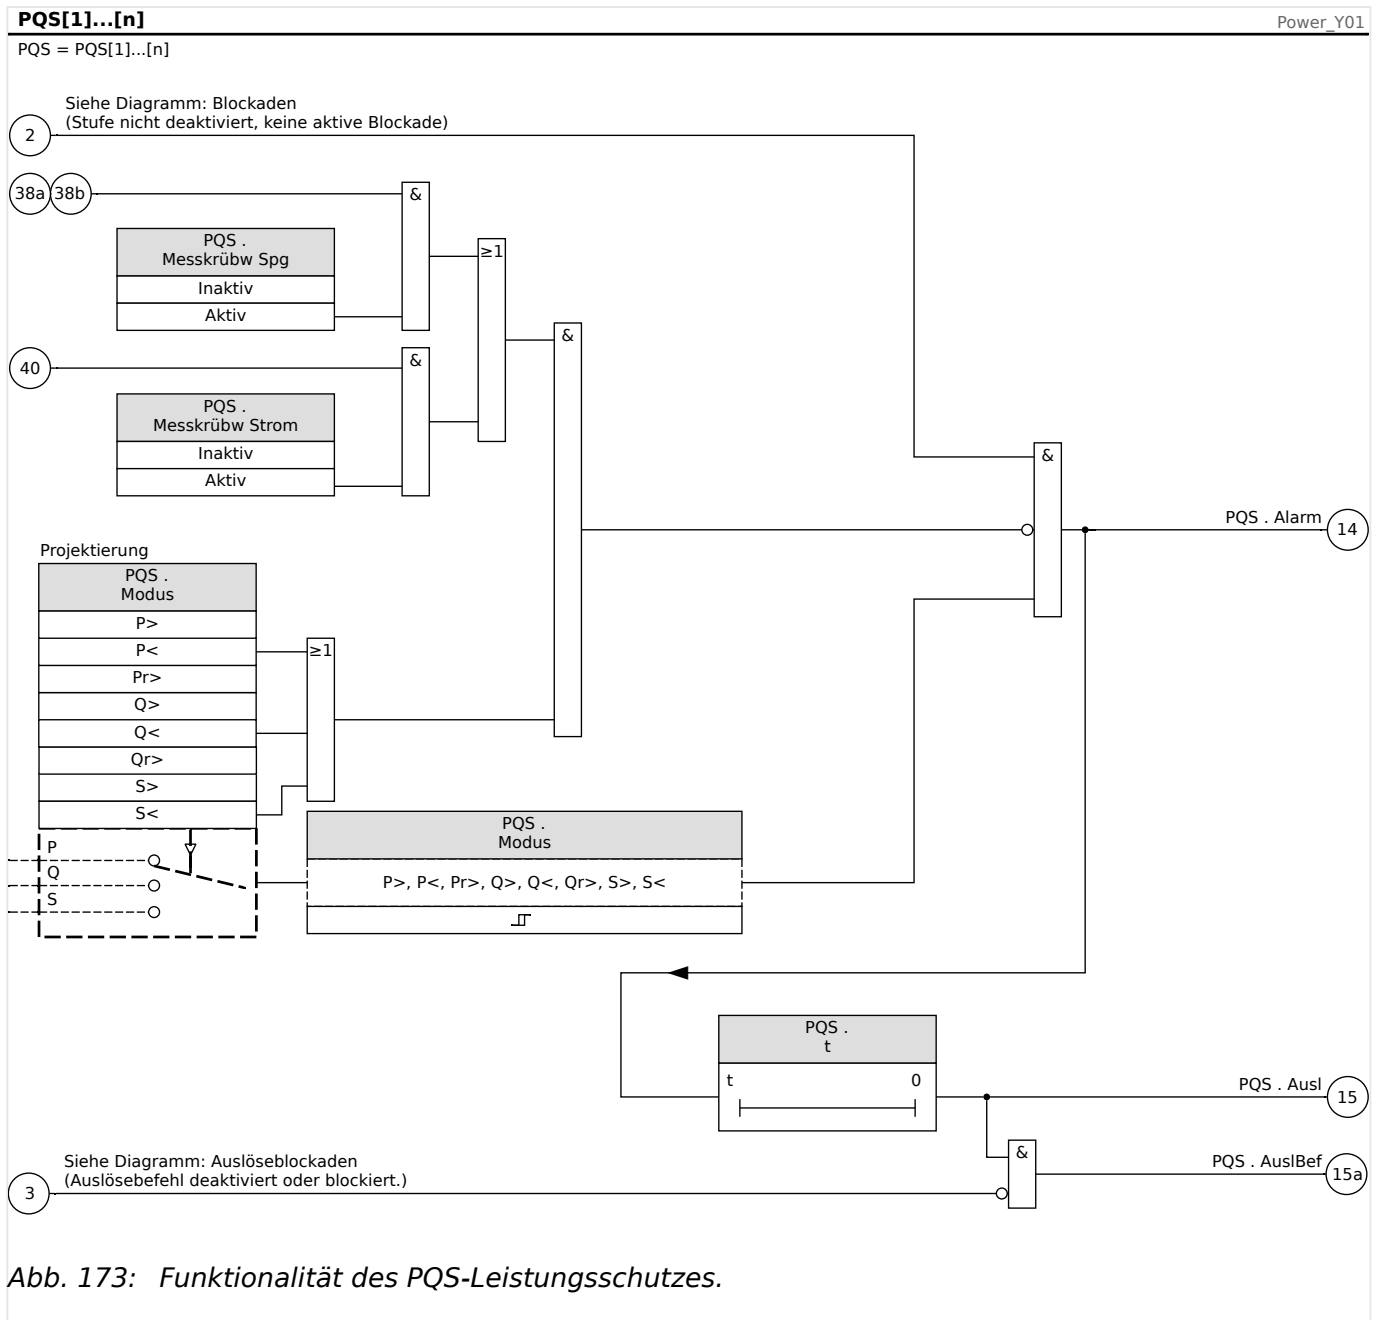 PQS[1]...[n]
Power_Y01
PQS = PQS[1]...[n]
Siehe Diagramm: Blockaden
(Stufe nicht deaktiviert, keine aktive Blockade)
2
38a 38b
&
PQS .
Messkrübw Spg
Inaktiv
Aktiv
≥1
&
40
&
PQS .
Messkrübw Strom
Inaktiv
Aktiv
&
PQS . Alarm
14
Projektierung
PQS .
Modus
P>
P<
Pr>
Q>
Q<
Qr>
S>
S<
≥1
P
Q
S
PQS .
Modus
P>, P<, Pr>, Q>, Q<, Qr>, S>, S<
PQS .
t
t 0
PQS . Ausl
15
Siehe Diagramm: Auslöseblockaden
(Auslösebefehl deaktiviert oder blockiert.)
3
&
PQS . AuslBef
15a
Abb. 173: Funktionalität des PQS-Leistungsschutzes.